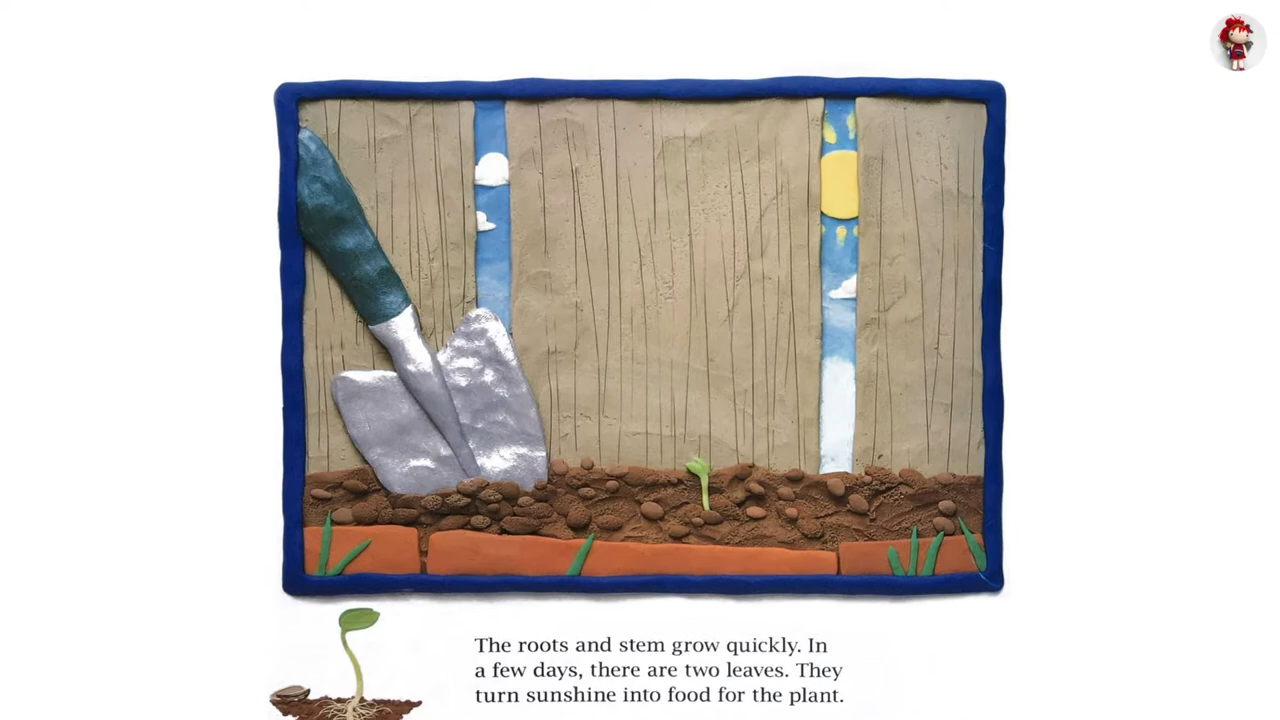 The roots and stem grow quickly. In
a few days, there are two leaves. They
turn sunshine into food for the plant.